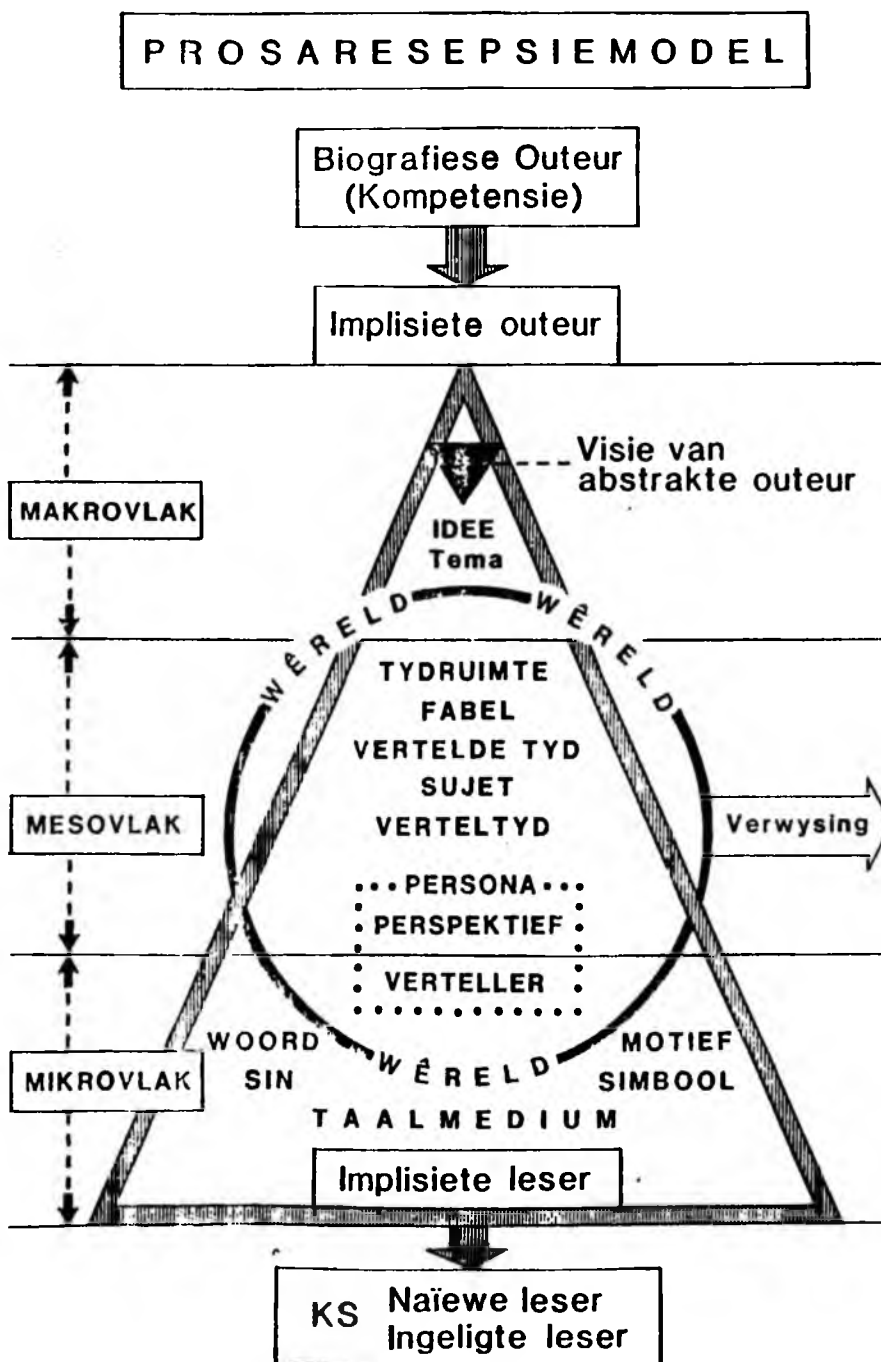 PROSARESEPSIEMODEL
Biografiese Outeur
(Kompetensie)
Implisiete outeur
Visie van
abstrakte outeur
MAKROVLAK
IDEE
Tema
WÊRELD WÊRELD
TYDRUIMTE
FABEL
VERTELDE TYD
SUJET
MESOVLAK
VERTELTYD
Verwysing
PERSONA
PERSPEKTIEF
VERTELLER
WOORD
SIN
MOTIEF
SIMBOOL
WÊRELD
MIKROVLAK
TAALMEDIUM
Implisiete leser
KS Naïewe leser
Ingeligte leser